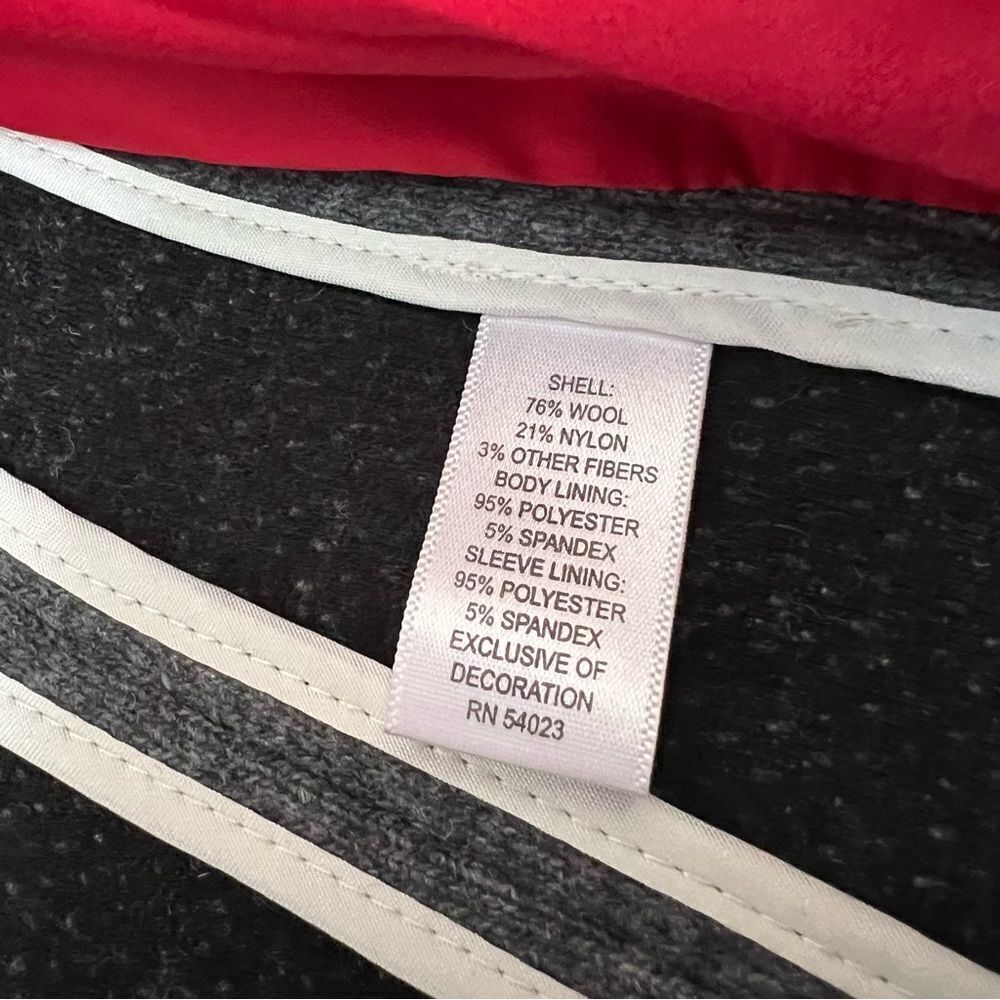 SHELL:
76% WOOL
21% NYLON
3% OTHER FIBERS
BODY LINING:
95% POLYESTER
5% SPANDEX
SLEEVE LINING:
95% POLYESTER
5% SPANDEX
EXCLUSIVE OF
DECORATION
RN 54023